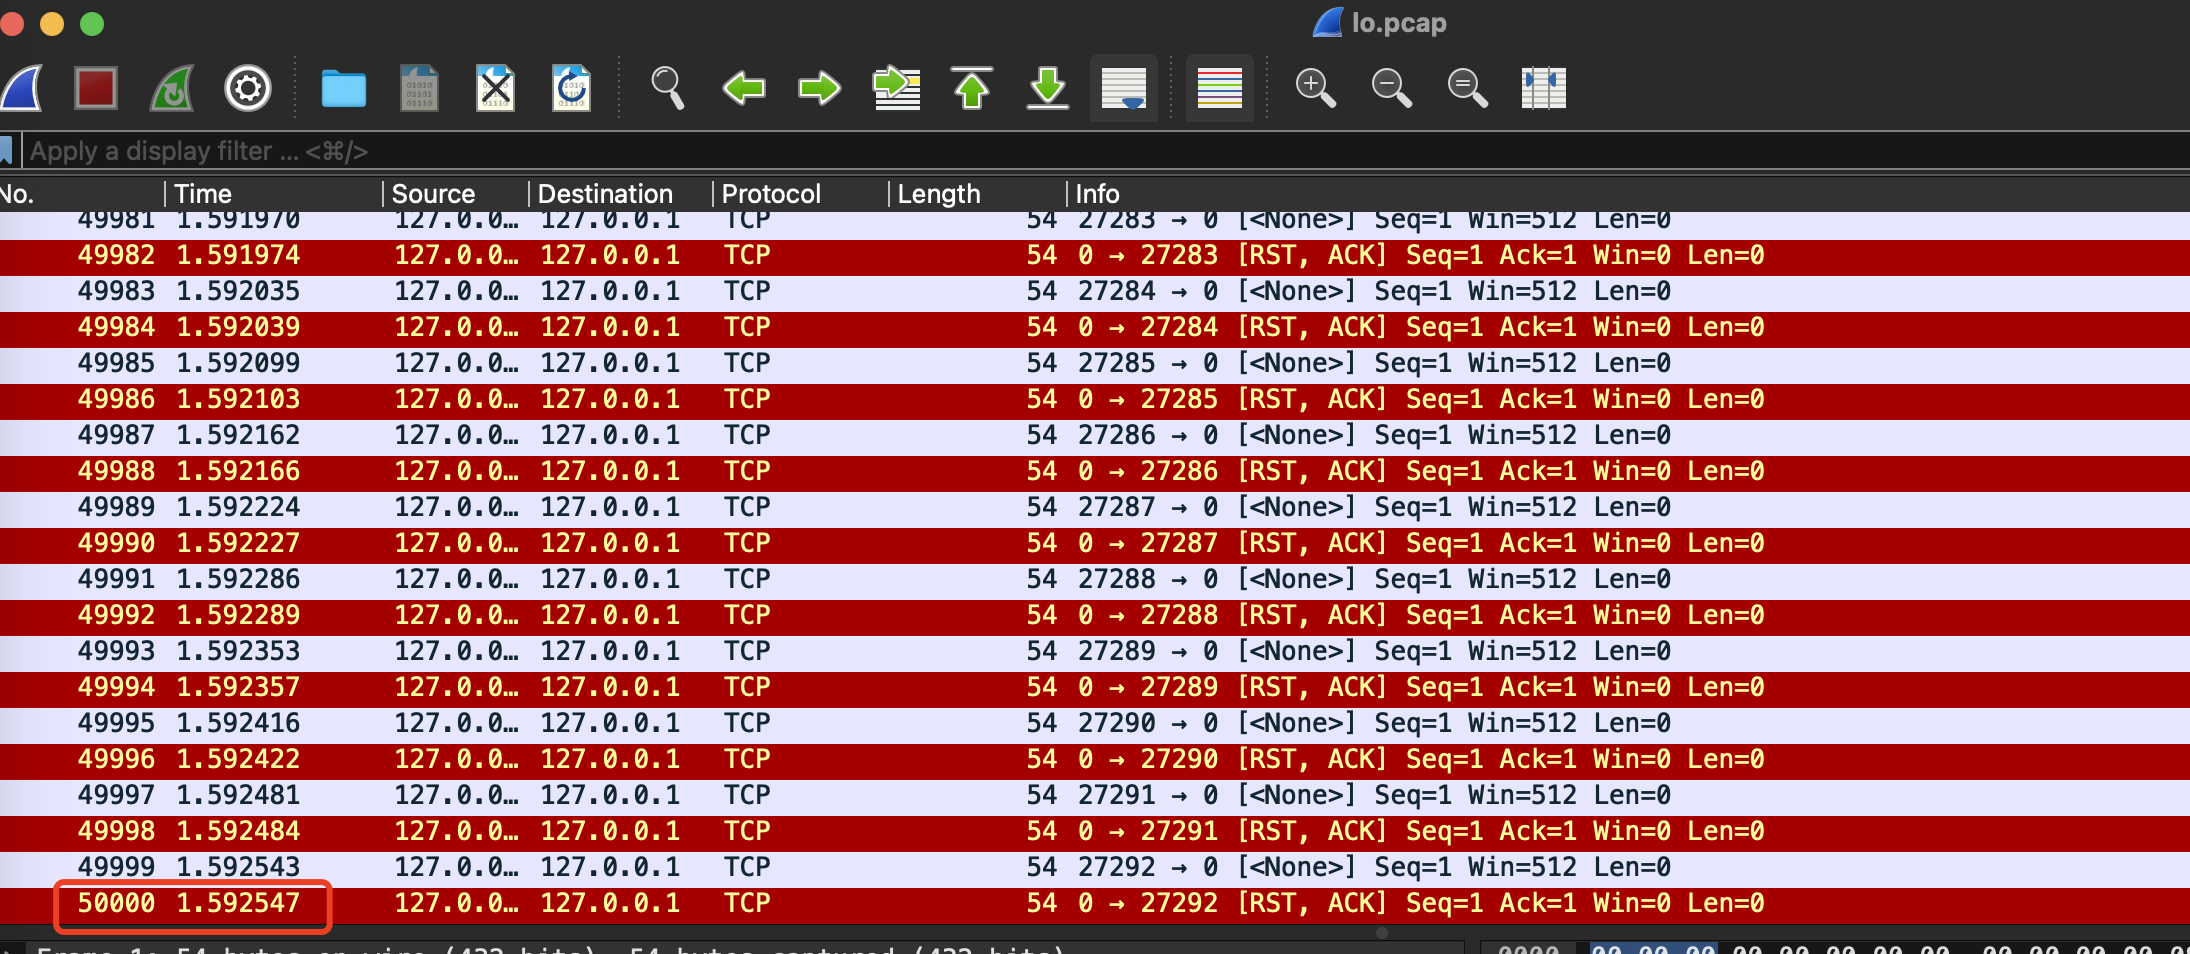 lo.pcap
Apply a display filter ... <⌘/>
No. Time Source Destination Protocol Length Info
49981 1.591970 127.0.0… 127.0.0.1 TCP 54 27283 → 0 [<None>] Seq=1 Win=512 Len=0
49982 1.591974 127.0.0… 127.0.0.1 TCP 54 0 → 27283 [RST, ACK] Seq=1 Ack=1 Win=0 Len=0
49983 1.592035 127.0.0… 127.0.0.1 TCP 54 27284 → 0 [<None>] Seq=1 Win=512 Len=0
49984 1.592039 127.0.0… 127.0.0.1 TCP 54 0 → 27284 [RST, ACK] Seq=1 Ack=1 Win=0 Len=0
49985 1.592099 127.0.0… 127.0.0.1 TCP 54 27285 → 0 [<None>] Seq=1 Win=512 Len=0
49986 1.592103 127.0.0… 127.0.0.1 TCP 54 0 → 27285 [RST, ACK] Seq=1 Ack=1 Win=0 Len=0
49987 1.592162 127.0.0… 127.0.0.1 TCP 54 27286 → 0 [<None>] Seq=1 Win=512 Len=0
49988 1.592166 127.0.0… 127.0.0.1 TCP 54 0 → 27286 [RST, ACK] Seq=1 Ack=1 Win=0 Len=0
49989 1.592224 127.0.0… 127.0.0.1 TCP 54 27287 → 0 [<None>] Seq=1 Win=512 Len=0
49990 1.592227 127.0.0… 127.0.0.1 TCP 54 0 → 27287 [RST, ACK] Seq=1 Ack=1 Win=0 Len=0
49991 1.592286 127.0.0… 127.0.0.1 TCP 54 27288 → 0 [<None>] Seq=1 Win=512 Len=0
49992 1.592289 127.0.0… 127.0.0.1 TCP 54 0 → 27288 [RST, ACK] Seq=1 Ack=1 Win=0 Len=0
49993 1.592353 127.0.0… 127.0.0.1 TCP 54 27289 → 0 [<None>] Seq=1 Win=512 Len=0
49994 1.592357 127.0.0… 127.0.0.1 TCP 54 0 → 27289 [RST, ACK] Seq=1 Ack=1 Win=0 Len=0
49995 1.592416 127.0.0… 127.0.0.1 TCP 54 27290 → 0 [<None>] Seq=1 Win=512 Len=0
49996 1.592422 127.0.0… 127.0.0.1 TCP 54 0 → 27290 [RST, ACK] Seq=1 Ack=1 Win=0 Len=0
49997 1.592481 127.0.0… 127.0.0.1 TCP 54 27291 → 0 [<None>] Seq=1 Win=512 Len=0
49998 1.592484 127.0.0… 127.0.0.1 TCP 54 0 → 27291 [RST, ACK] Seq=1 Ack=1 Win=0 Len=0
49999 1.592543 127.0.0… 127.0.0.1 TCP 54 27292 → 0 [<None>] Seq=1 Win=512 Len=0
50000 1.592547 127.0.0… 127.0.0.1 TCP 54 0 → 27292 [RST, ACK] Seq=1 Ack=1 Win=0 Len=0
Frame 1: 54 bytes on wire (432 bits), 54 bytes captured (432 bits)